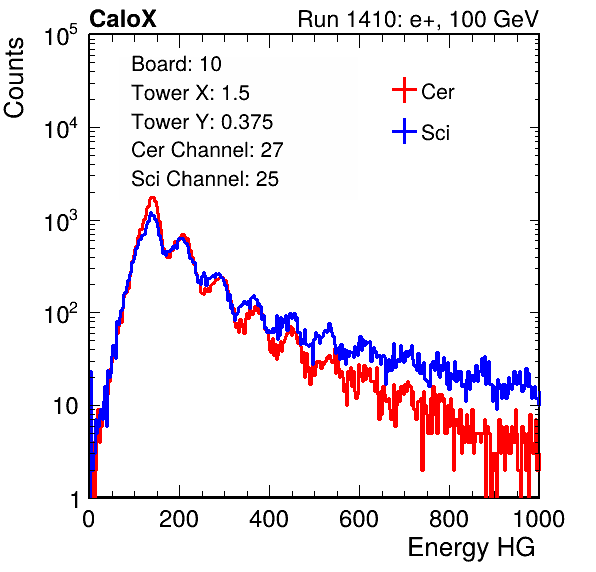 CaloX Run 1410: e+, 100 GeV
Counts
10^5
10^4
10^3
10^2
10
1
Board: 10
Tower X: 1.5
Tower Y: 0.375
Cer Channel: 27
Sci Channel: 25
Cer
Sci
0 200 400 600 800 1000
Energy HG